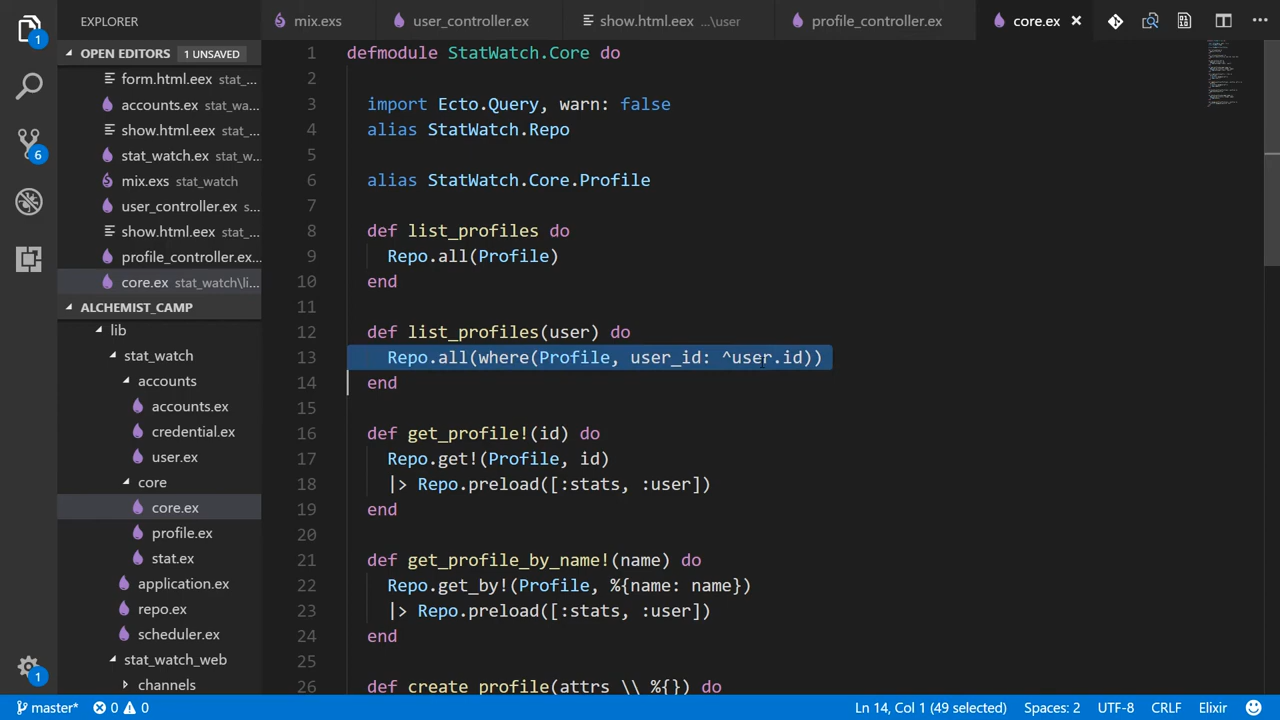 EXPLORER
mix.exs
user_controller.ex
show.html.eex ...\user
profile_controller.ex
core.ex
OPEN EDITORS 1 UNSAVED
form.html.eex stat_w...
accounts.ex stat_wa...
show.html.eex stat_...
stat_watch.ex stat_w...
mix.exs stat_watch
user_controller.ex s...
show.html.eex stat_...
profile_controller.ex...
core.ex stat_watch\li...
ALCHEMIST_CAMP
lib
stat_watch
accounts
accounts.ex
credential.ex
user.ex
core
core.ex
profile.ex
stat.ex
application.ex
repo.ex
scheduler.ex
stat_watch_web
channels
1 defmodule StatWatch.Core do
2
3 import Ecto.Query, warn: false
4 alias StatWatch.Repo
5
6 alias StatWatch.Core.Profile
7
8 def list_profiles do
9 Repo.all(Profile)
10 end
11
12 def list_profiles(user) do
13 Repo.all(where(Profile, user_id: ^user.id))
14 end
15
16 def get_profile!(id) do
17 Repo.get!(Profile, id)
18 |> Repo.preload([:stats, :user])
19 end
20
21 def get_profile_by_name!(name) do
22 Repo.get_by!(Profile, %{name: name})
23 |> Repo.preload([:stats, :user])
24 end
25
26 def create_profile(attrs \\ %{}) do
1
6
1
master* 0 0
Ln 14, Col 1 (49 selected) Spaces: 2 UTF-8 CRLF Elixir